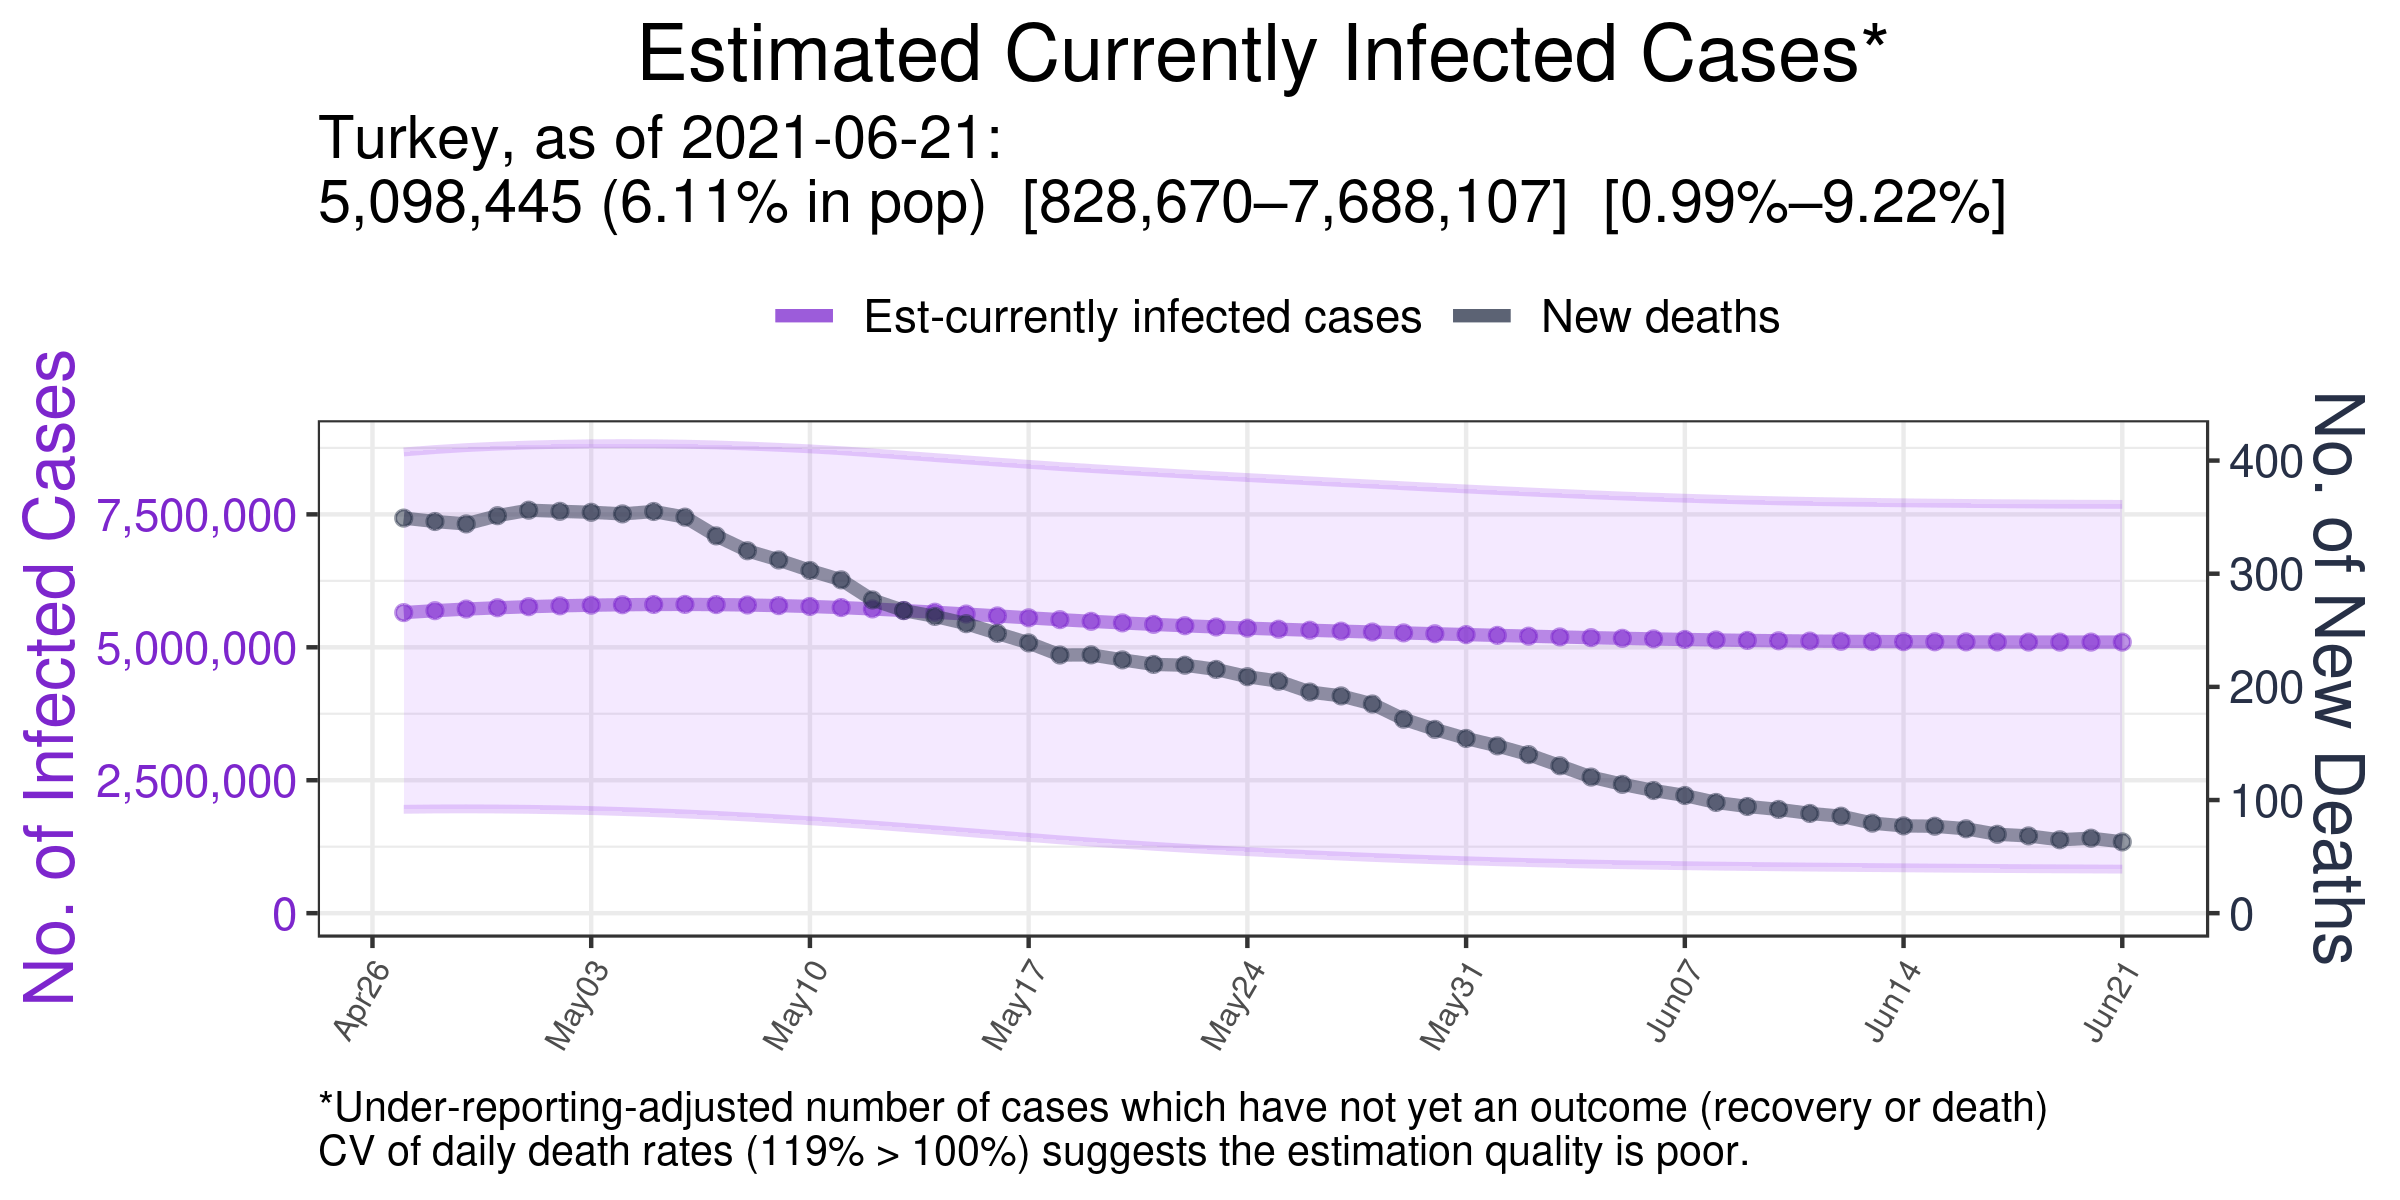 Estimated Currently Infected Cases*
Turkey, as of 2021-06-21:
5,098,445 (6.11% in pop) [828,670–7,688,107] [0.99%–9.22%]
Est-currently infected cases
New deaths
No. of Infected Cases
7,500,000
5,000,000
2,500,000
0
400
300
200
100
0
No. of New Deaths
Apr26
May03
May10
May17
May24
May31
Jun07
Jun14
Jun21
*Under-reporting-adjusted number of cases which have not yet an outcome (recovery or death)
CV of daily death rates (119% > 100%) suggests the estimation quality is poor.